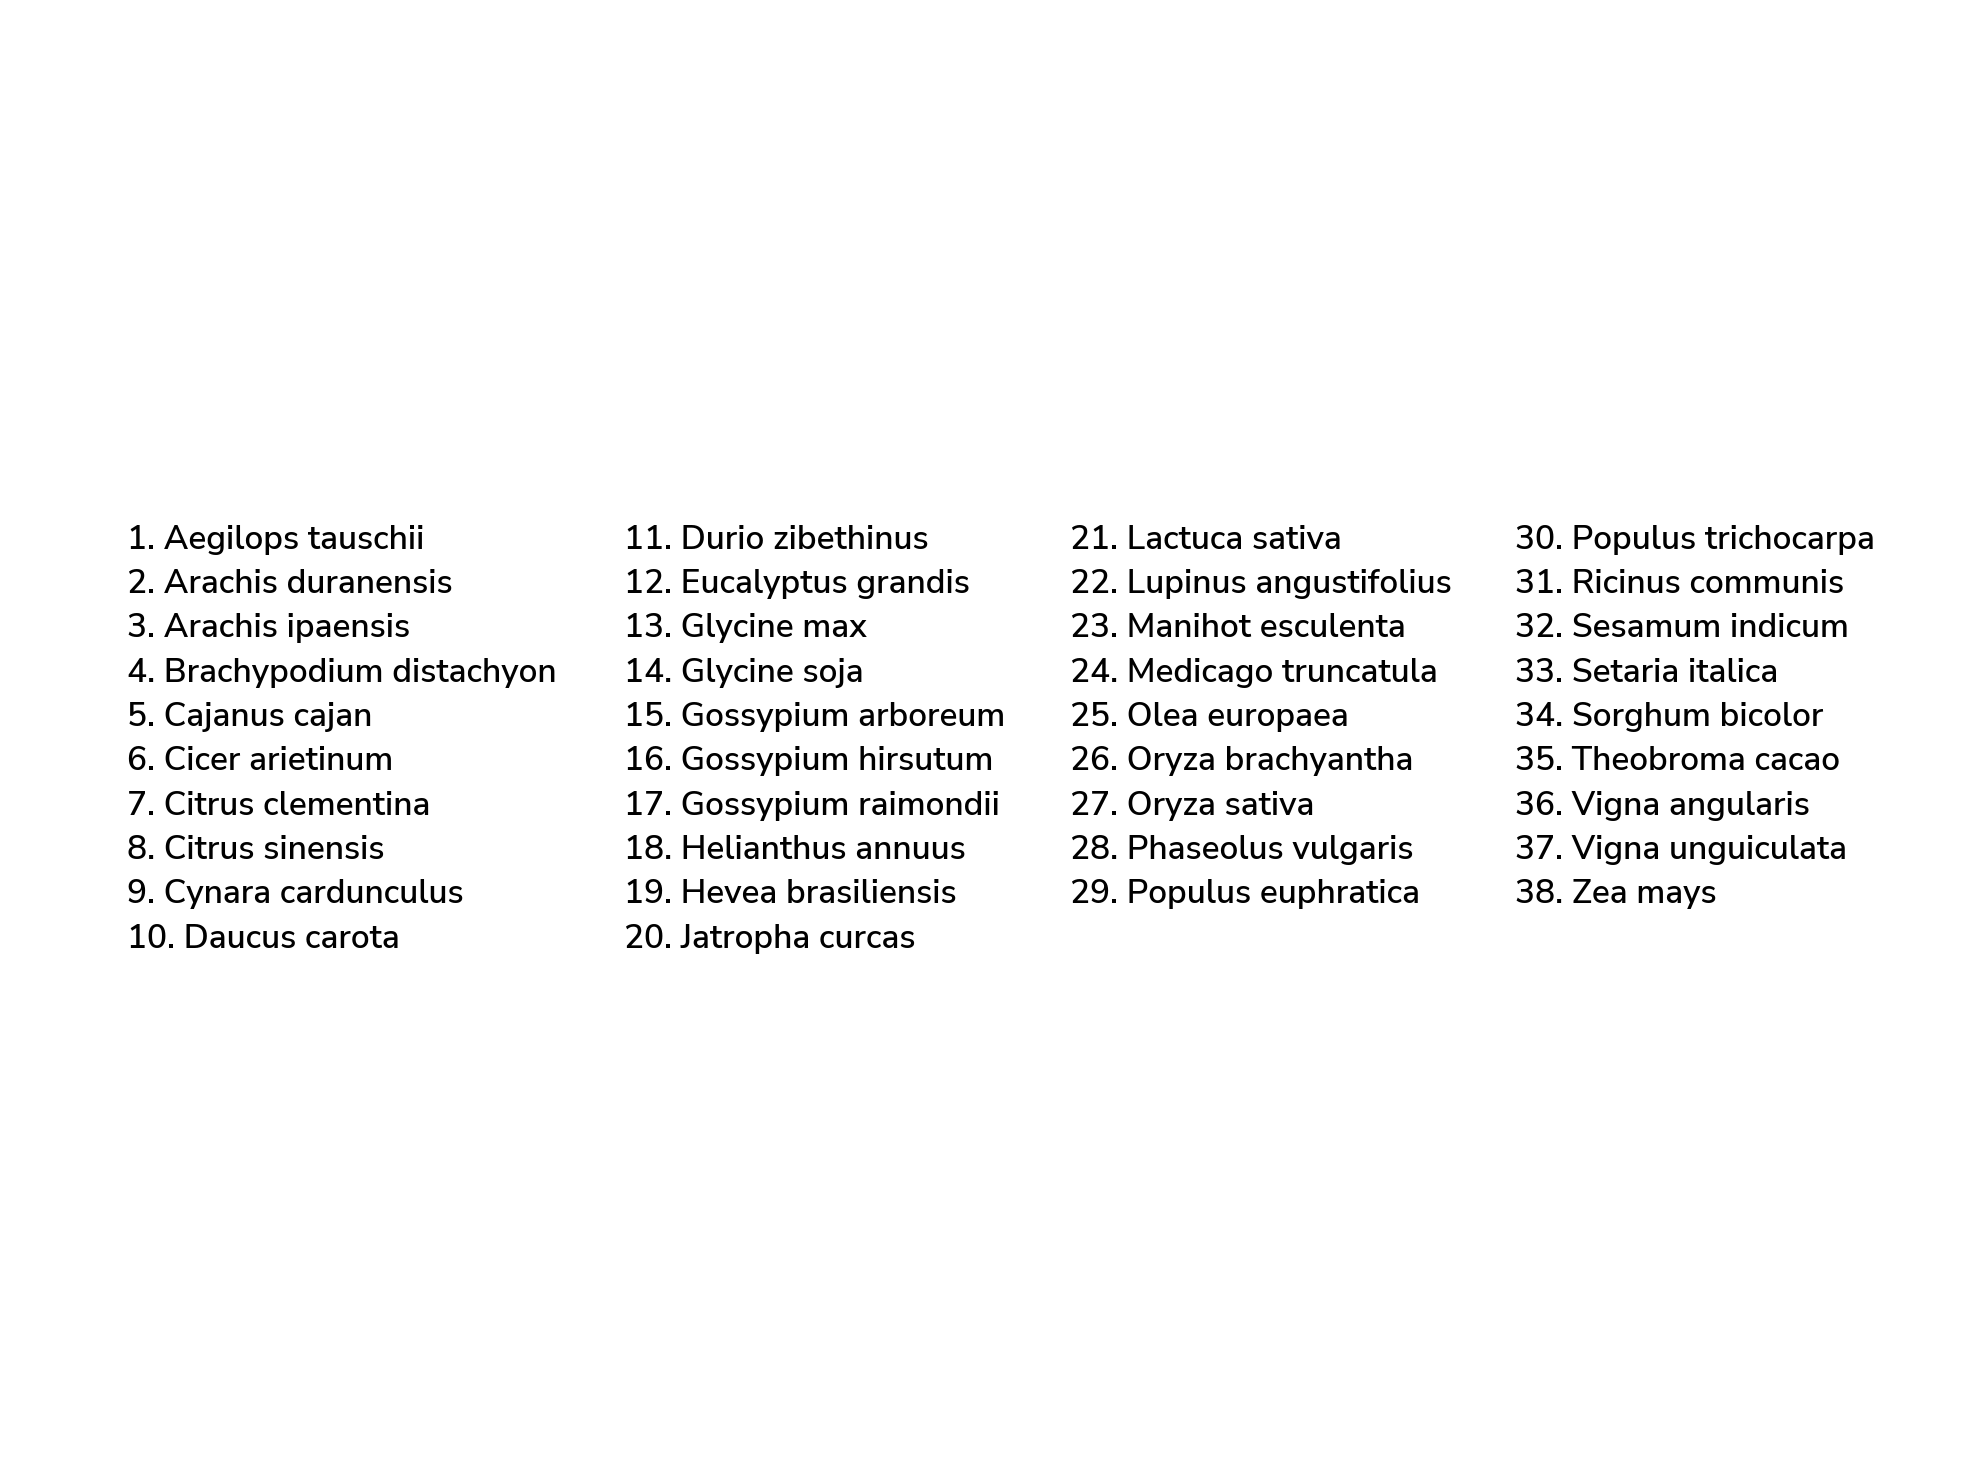 1. Aegilops tauschii
2. Arachis duranensis
3. Arachis ipaensis
4. Brachypodium distachyon
5. Cajanus cajan
6. Cicer arietinum
7. Citrus clementina
8. Citrus sinensis
9. Cynara cardunculus
10. Daucus carota
11. Durio zibethinus
12. Eucalyptus grandis
13. Glycine max
14. Glycine soja
15. Gossypium arboreum
16. Gossypium hirsutum
17. Gossypium raimondii
18. Helianthus annuus
19. Hevea brasiliensis
20. Jatropha curcas
21. Lactuca sativa
22. Lupinus angustifolius
23. Manihot esculenta
24. Medicago truncatula
25. Olea europaea
26. Oryza brachyantha
27. Oryza sativa
28. Phaseolus vulgaris
29. Populus euphratica
30. Populus trichocarpa
31. Ricinus communis
32. Sesamum indicum
33. Setaria italica
34. Sorghum bicolor
35. Theobroma cacao
36. Vigna angularis
37. Vigna unguiculata
38. Zea mays